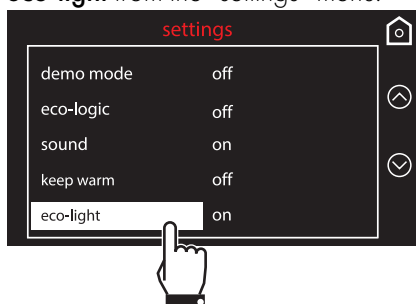 eco-light from the "settings" menu.
settings
demo mode off
eco-logic off
sound on
keep warm off
eco-light on